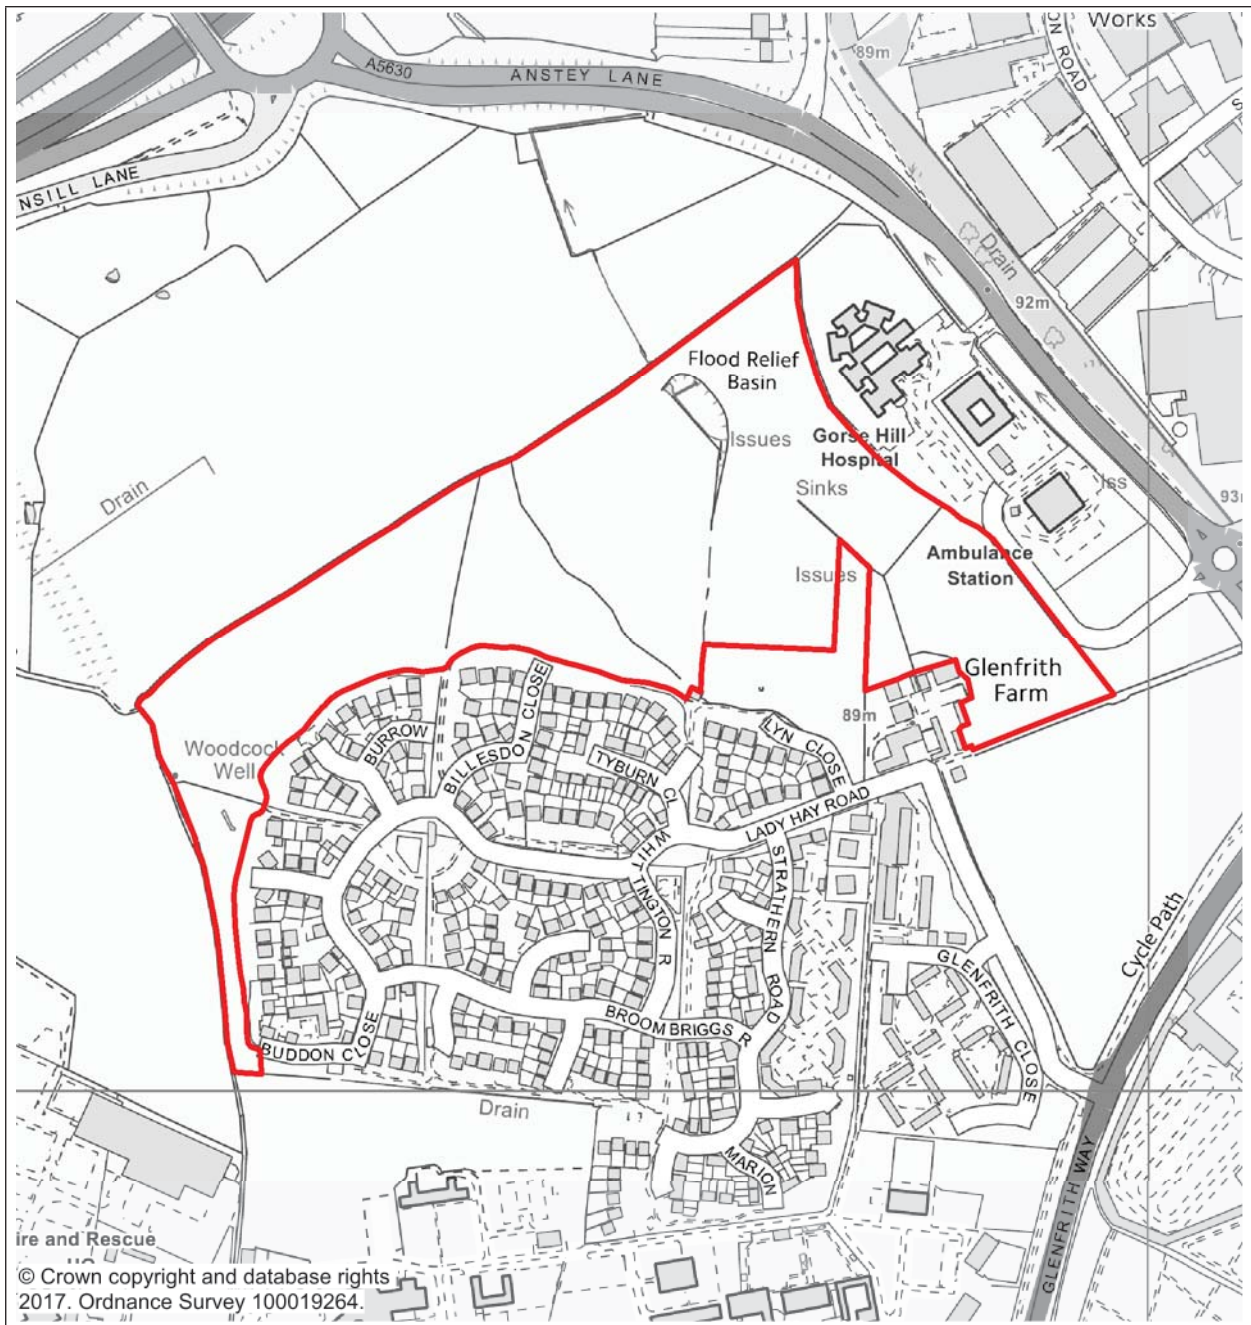 Works
ON ROAD
89m
A5630
ANSTEY LANE
NSILL LANE
Drain
92m
Flood Relief
Basin
Issues
Gorse Hill
Hospital
Sinks
Iss
93m
Drain
Ambulance
Station
Issues
Glenfrith
Farm
89m
Woodcock
Well
BURROW
BILLESDON CLOSE
TYBURN CL
LYN CLOSE
LADY HAY ROAD
WHITTINGTON R
STRATHERN ROAD
Cycle Path
GLENFRITH CLOSE
BROOMBRIGGS R
BUDDON CLOSE
Drain
MARION
GLENFRITH WAY
ire and Rescue
© Crown copyright and database rights
2017. Ordnance Survey 100019264.